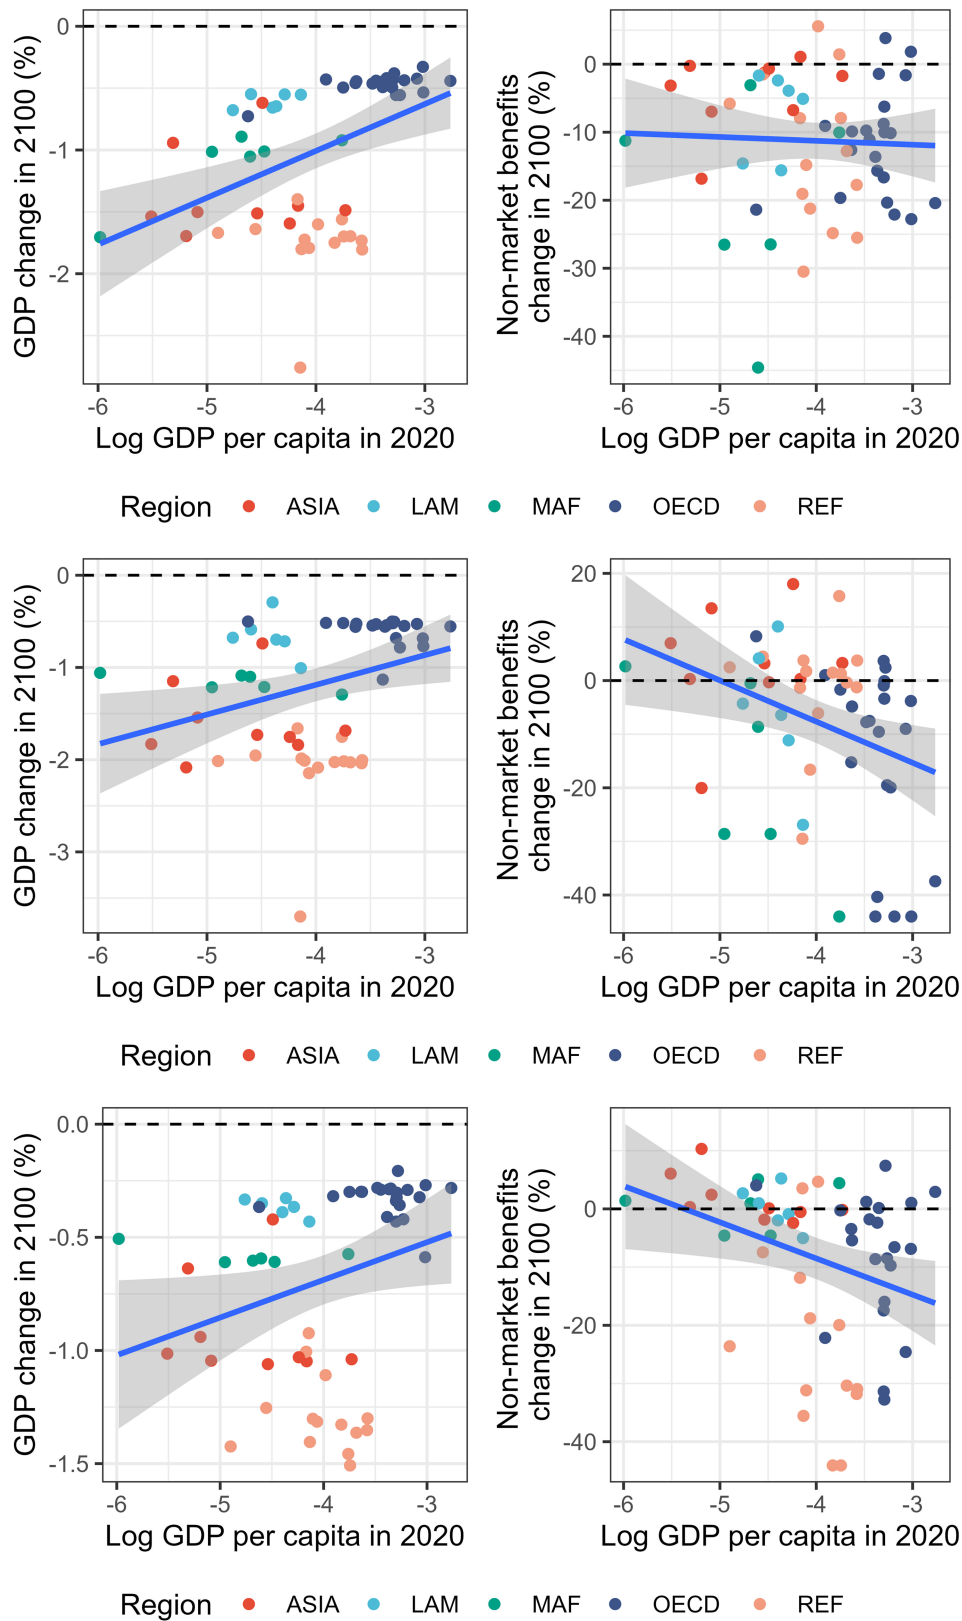 GDP change in 2100 (%)
0
-1
-2
-6 -5 -4 -3
Log GDP per capita in 2020
Non-market benefits
change in 2100 (%)
0
-10
-20
-30
-40
-6 -5 -4 -3
Log GDP per capita in 2020
Region ASIA LAM MAF OECD REF
GDP change in 2100 (%)
0
-1
-2
-3
-6 -5 -4 -3
Log GDP per capita in 2020
Non-market benefits
change in 2100 (%)
20
0
-20
-40
-6 -5 -4 -3
Log GDP per capita in 2020
Region ASIA LAM MAF OECD REF
GDP change in 2100 (%)
0.0
-0.5
-1.0
-1.5
-6 -5 -4 -3
Log GDP per capita in 2020
Non-market benefits
change in 2100 (%)
0
-20
-40
-6 -5 -4 -3
Log GDP per capita in 2020
Region ASIA LAM MAF OECD REF